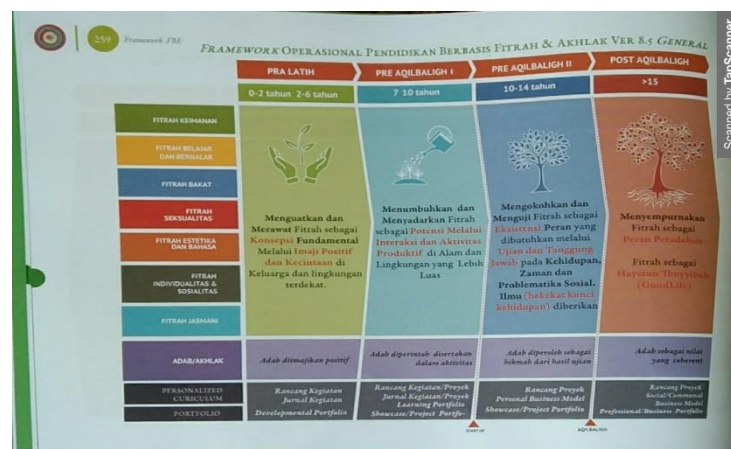 259 Framework FBE
FRAMEWORK OPERASIONAL PENDIDIKAN BERBASIS FITRAH & AKHLAK VER 8.5 GENERAL
PRA LATIH
PRE AQILBALIGH I
PRE AQILBALIGH II
POST AQILBALIGH
0-2 tahun 2-6 tahun
7 10 tahun
10-14 tahun
>15
FITRAH KEIMANAN
FITRAH BELAJAR
DAN BERNALAR
FITRAH BAKAT
FITRAH
SEKSUALITAS
FITRAH ESTETIKA
DAN BAHASA
FITRAH
INDIVIDUALITAS &
SOSIALITAS
FITRAH JASMANI
Menguatkan dan
Merawat Fitrah sebagai
Konsepsi Fundamental
Melalui Imaji Positif
dan Kecintaan di
Keluarga dan lingkungan
terdekat.
Menumbuhkan dan
Menyadarkan Fitrah
sebagai Potensi Melalui
Interaksi dan Aktivitas
Produktif di Alam dan
Lingkungan yang Lebih
Luas
Mengokohkan dan
Menguji Fitrah sebagai
Eksistensi Peran yang
dibutuhkan melalui
Ujian dan Tanggung
Jawab pada Kehidupan,
Zaman dan
Problematika Sosial.
Ilmu (hakekat kunci
kehidupan) diberikan
Menyempurnakan
Fitrah sebagai
Peran Peradaban
Fitrah sebagai
Hayatun Thoyyibah
(GoodLife)
ADAB/AKHLAK
Adab diimajikan positif
Adab diperintah disertakan
dalam aktivitas
Adab diperoleh sebagai
hikmah dari hasil ujian
Adab sebagai nilai
yang inherent
PERSONALIZED
CURICULUM
Rancang Kegiatan
Jurnal Kegiatan
Rancang Kegiatan/Proyek
Jurnal Kegiatan/Proyek
Learning Portfolio
Rancang Proyek
Personal Business Model
Rancang Proyek
Social/Communal
Business Model
PORTFOLIO
Developmental Portfolio
Showcase/Project Portfo-
Showcase/Project Portfolio
Professional/Business Portfolio
START UP
AQILBALIGH
Scanned by TapScanner